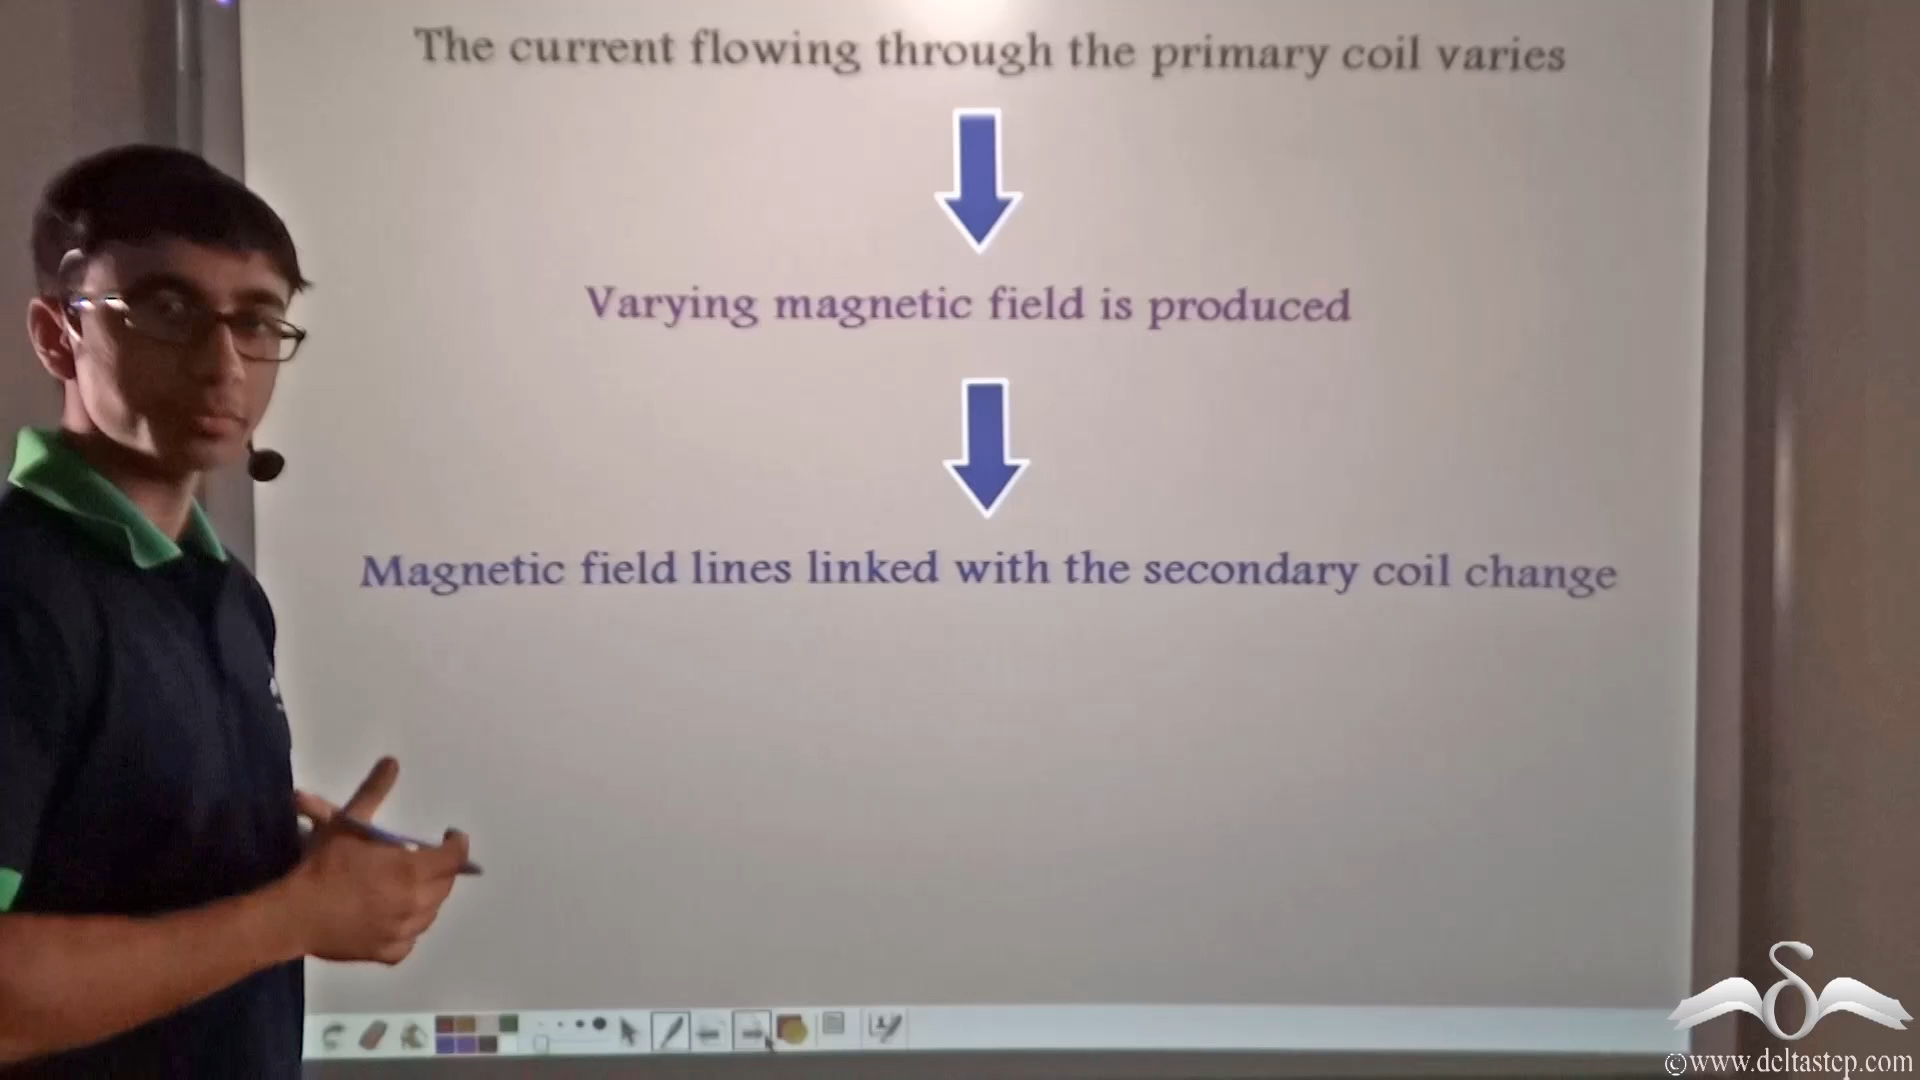 The current flowing through the primary coil varies
Varying magnetic field is produced
Magnetic field lines linked with the secondary coil change
©www.deltastep.com